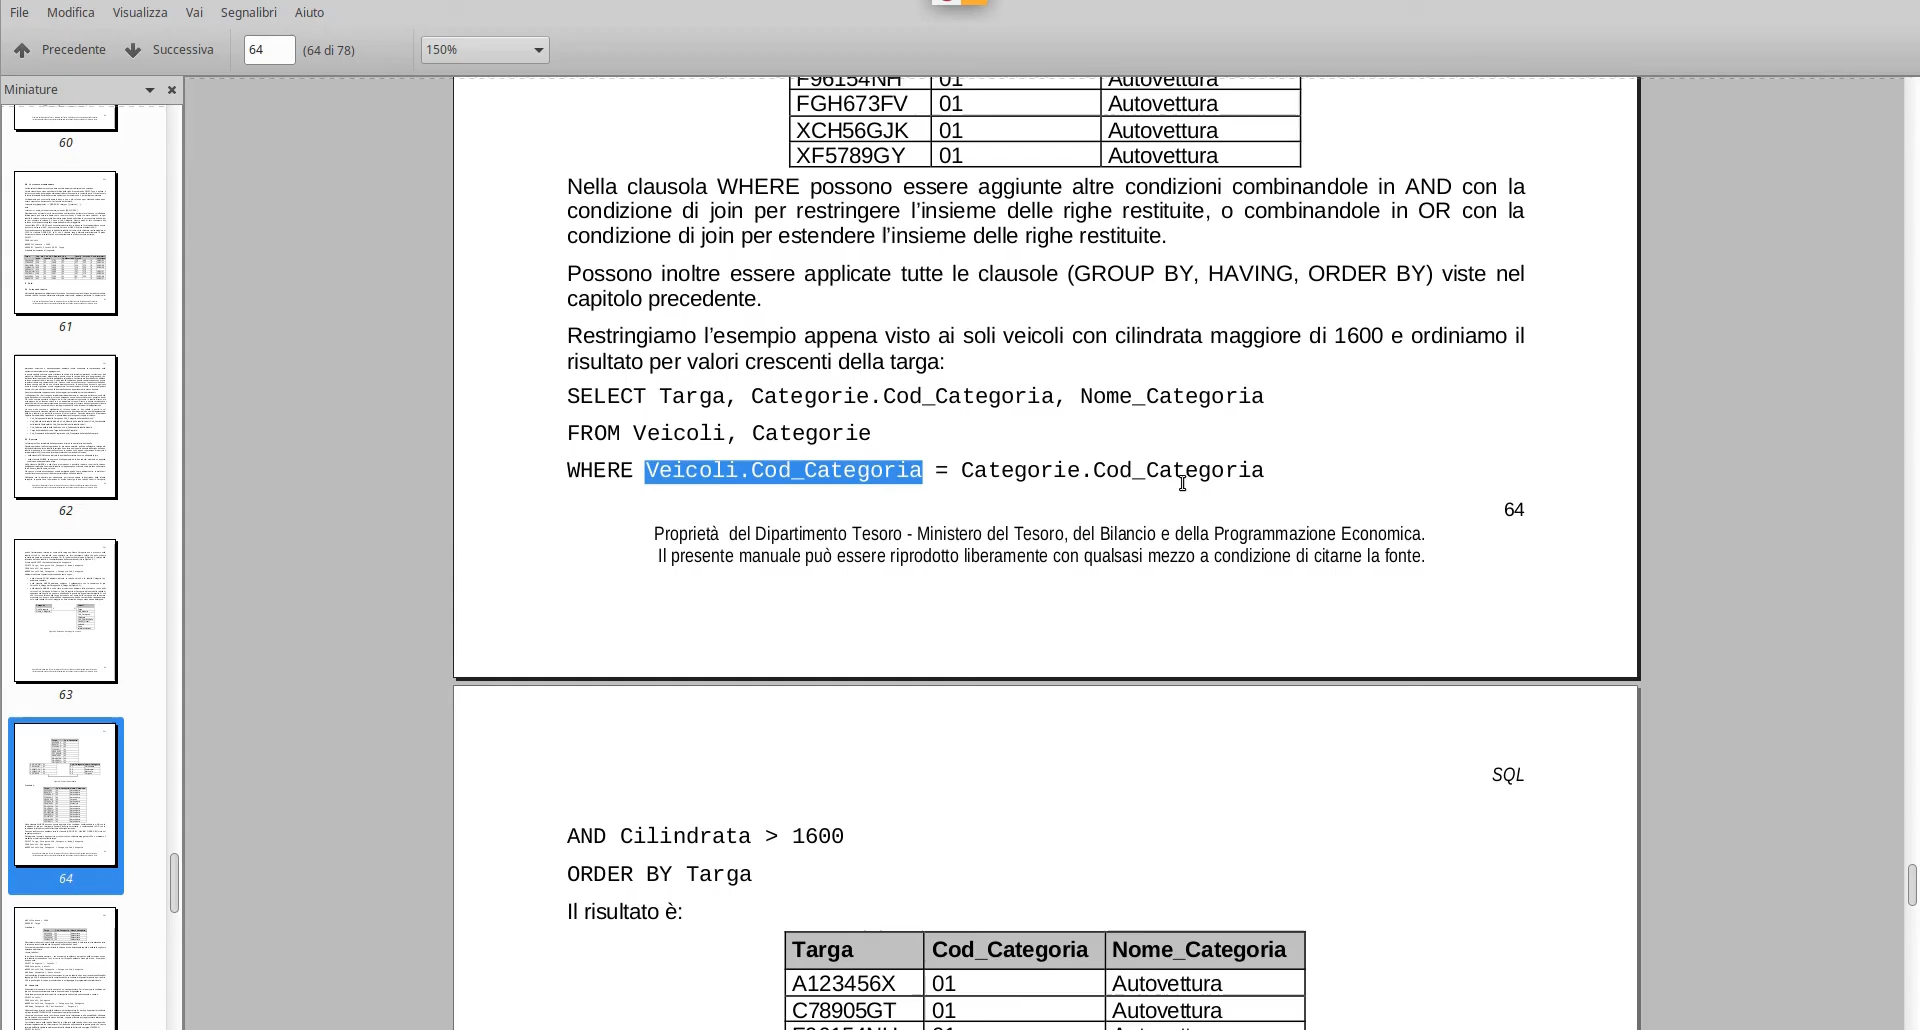 File Modifica Visualizza Vai Segnalibri Aiuto
Precedente Successiva 64 (64 di 78) 150%
Miniature
60
61
62
63
64
F96154NH 01 Autovettura
FGH673FV 01 Autovettura
XCH56GJK 01 Autovettura
XF5789GY 01 Autovettura
Nella clausola WHERE possono essere aggiunte altre condizioni combinandole in AND con la
condizione di join per restringere l’insieme delle righe restituite, o combinandole in OR con la
condizione di join per estendere l’insieme delle righe restituite.
Possono inoltre essere applicate tutte le clausole (GROUP BY, HAVING, ORDER BY) viste nel
capitolo precedente.
Restringiamo l’esempio appena visto ai soli veicoli con cilindrata maggiore di 1600 e ordiniamo il
risultato per valori crescenti della targa:
SELECT Targa, Categorie.Cod_Categoria, Nome_Categoria
FROM Veicoli, Categorie
WHERE Veicoli.Cod_Categoria = Categorie.Cod_Categoria
64
Proprietà del Dipartimento Tesoro - Ministero del Tesoro, del Bilancio e della Programmazione Economica.
Il presente manuale può essere riprodotto liberamente con qualsasi mezzo a condizione di citarne la fonte.
SQL
AND Cilindrata > 1600
ORDER BY Targa
Il risultato è:
Targa Cod_Categoria Nome_Categoria
A123456X 01 Autovettura
C78905GT 01 Autovettura